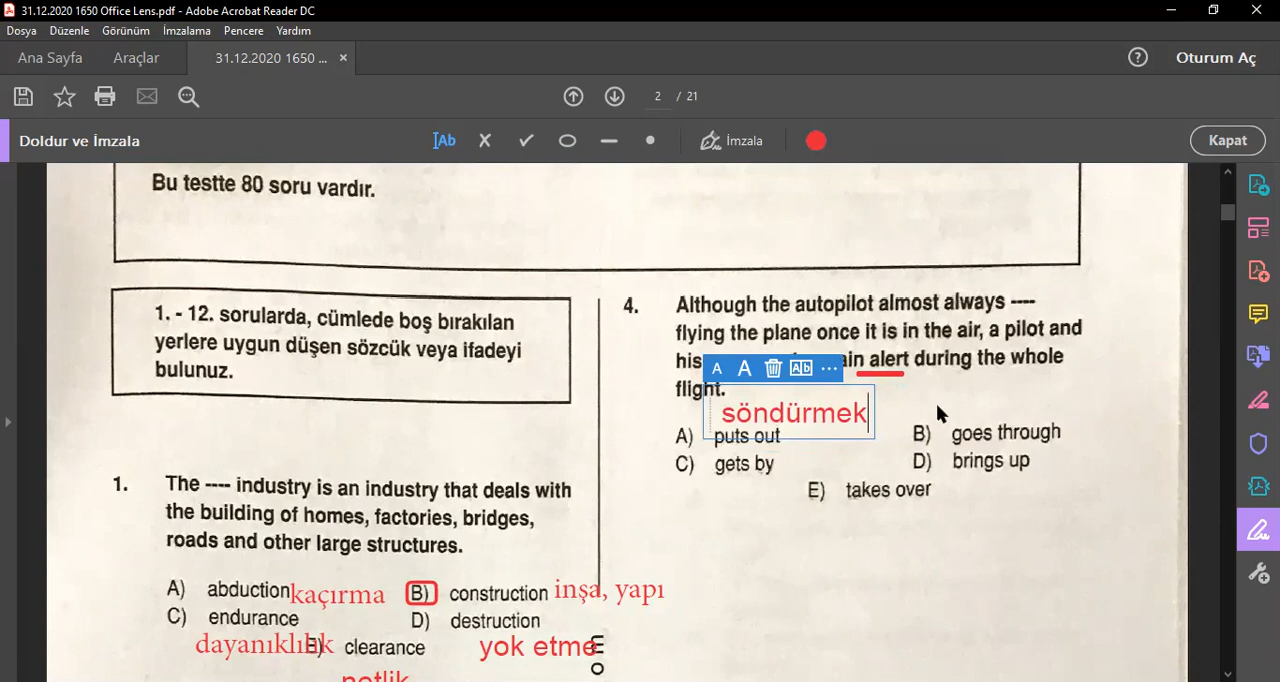 31.12.2020 1650 Office Lens.pdf - Adobe Acrobat Reader DC
Dosya Düzenle Görünüm İmzalama Pencere Yardım
Ana Sayfa Araçlar 31.12.2020 1650 ... × ? Oturum Aç
2 / 21
Doldur ve İmzala Ab İmzala Kapat
Bu testte 80 soru vardır.
1. - 12. sorularda, cümlede boş bırakılan
yerlere uygun düşen sözcük veya ifadeyi
bulunuz.
1. The ---- industry is an industry that deals with
the building of homes, factories, bridges,
roads and other large structures.
A) abduction kaçırma B) construction inşa, yapı
C) endurance D) destruction
dayanıklılık E) clearance yok etme
netlik
4. Although the autopilot almost always ----
flying the plane once it is in the air, a pilot and
his ain alert during the whole
A A Ab ...
flight.
söndürmek
A) puts out B) goes through
C) gets by D) brings up
E) takes over